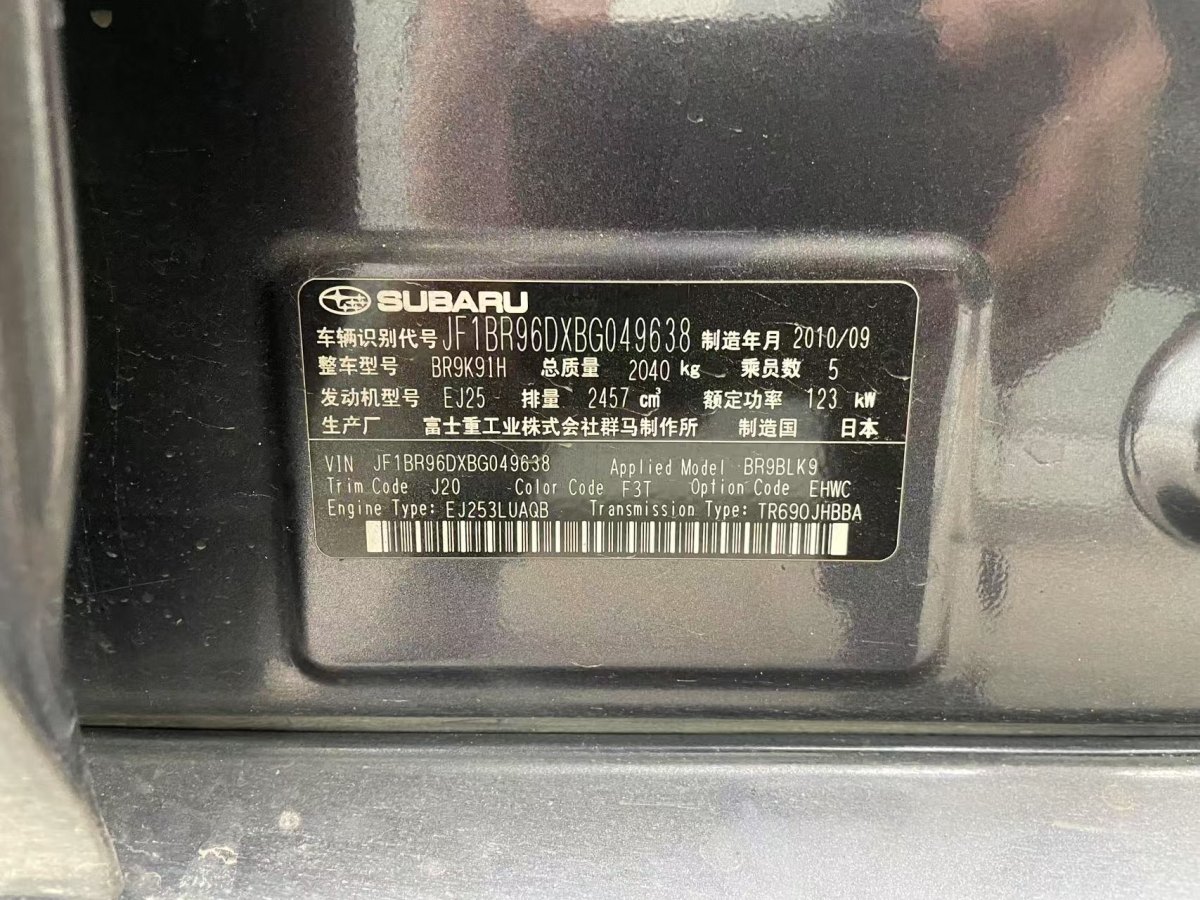 SUBARU
车辆识别代号 JF1BR96DXBG049638 制造年月 2010/09
整车型号 BR9K91H 总质量 2040 kg 乘员数 5
发动机型号 EJ25 排量 2457 cm³ 额定功率 123 kW
生产厂 富士重工业株式会社群马制作所 制造国 日本
VIN JF1BR96DXBG049638 Applied Model BR9BLK9
Trim Code J20 Color Code F3T Option Code EHWC
Engine Type: EJ253LUAQB Transmission Type: TR690JHBBA